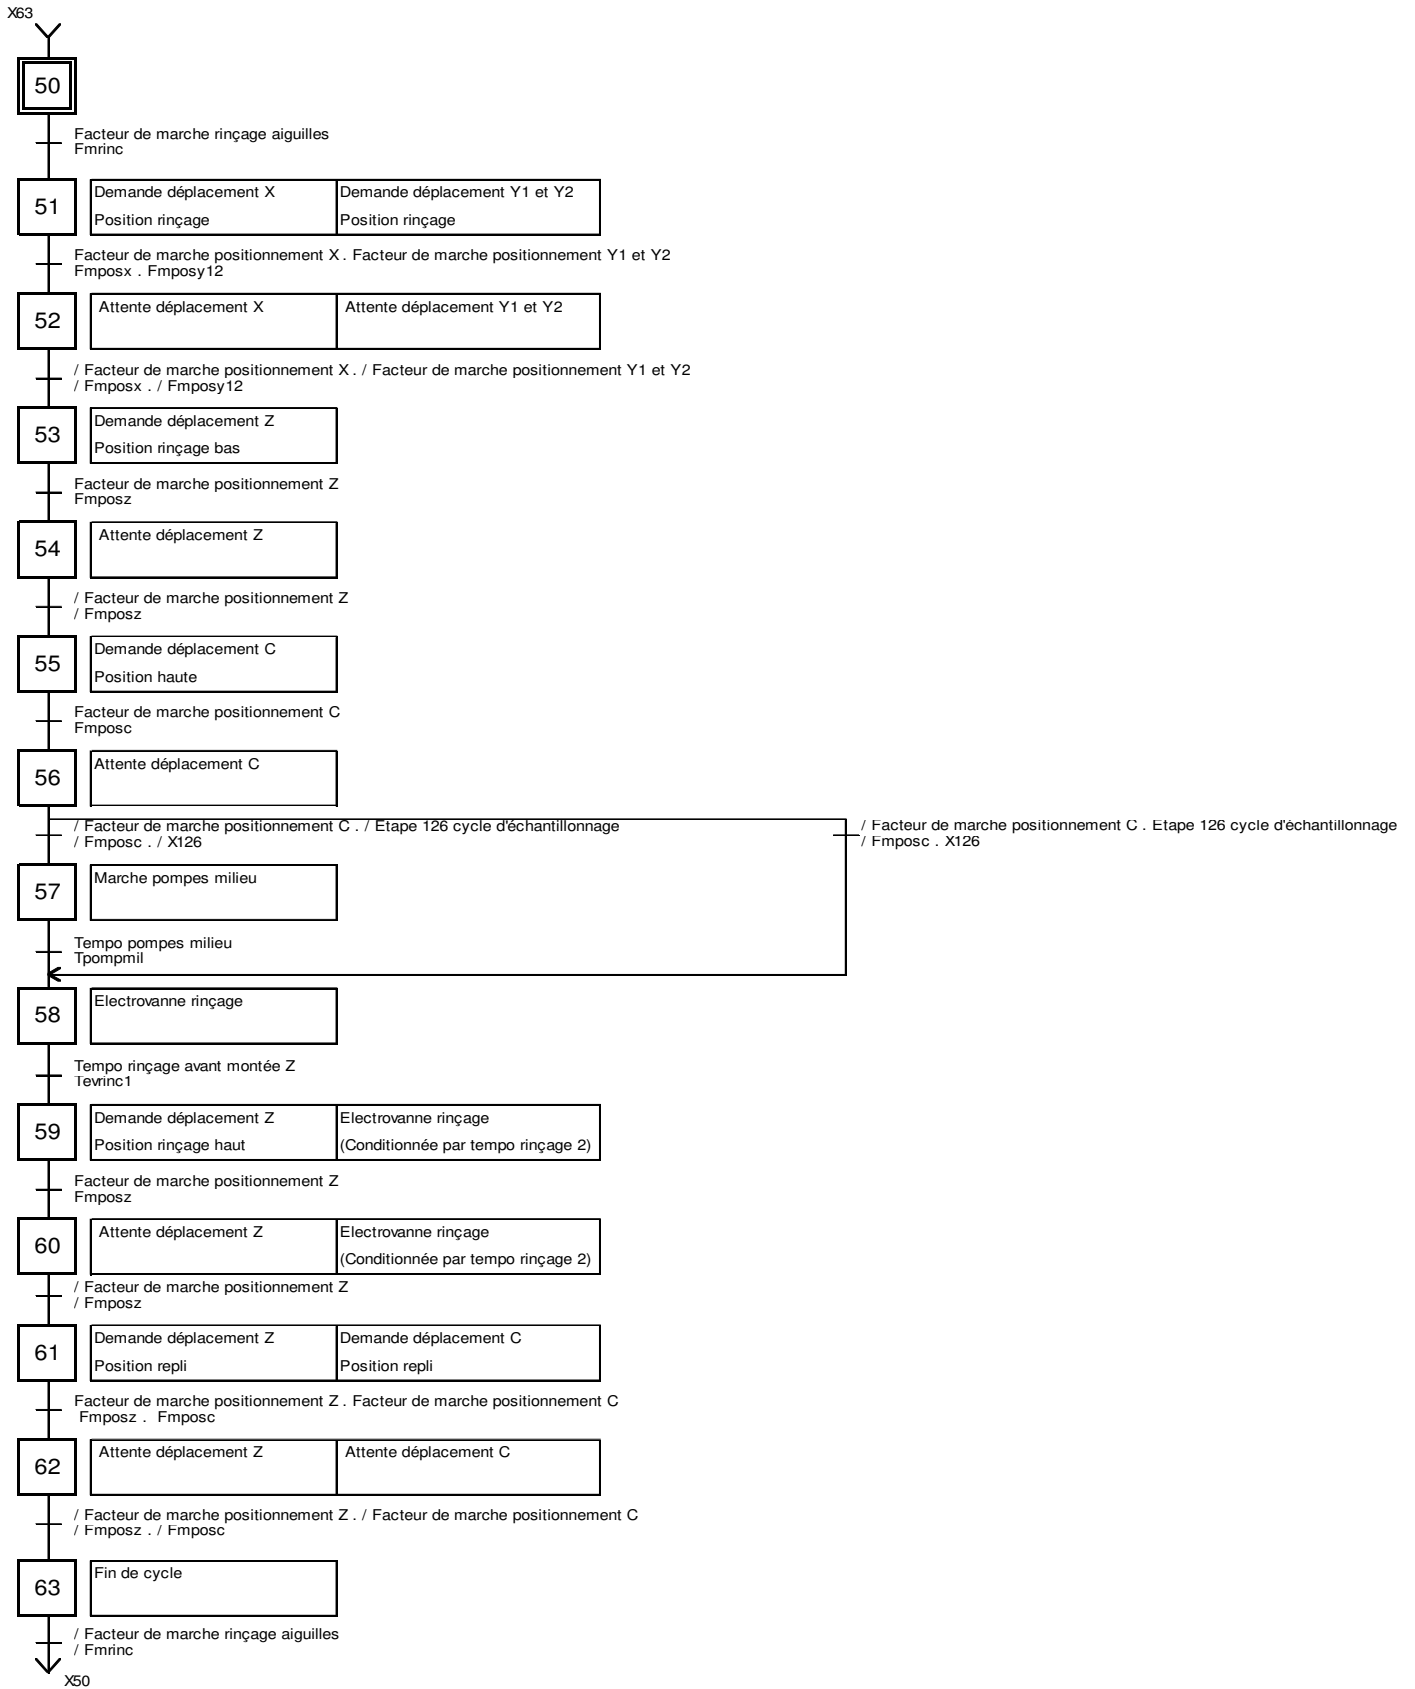 X63
50
Facteur de marche rinçage aiguilles
Fmrinc
51
Demande déplacement X
Position rinçage
Demande déplacement Y1 et Y2
Position rinçage
Facteur de marche positionnement X . Facteur de marche positionnement Y1 et Y2
Fmposx . Fmposy12
52
Attente déplacement X
Attente déplacement Y1 et Y2
/ Facteur de marche positionnement X . / Facteur de marche positionnement Y1 et Y2
/ Fmposx . / Fmposy12
53
Demande déplacement Z
Position rinçage bas
Facteur de marche positionnement Z
Fmposz
54
Attente déplacement Z
/ Facteur de marche positionnement Z
/ Fmposz
55
Demande déplacement C
Position haute
Facteur de marche positionnement C
Fmposc
56
Attente déplacement C
/ Facteur de marche positionnement C . / Etape 126 cycle d'échantillonnage
/ Fmposc . / X126
/ Facteur de marche positionnement C . Etape 126 cycle d'échantillonnage
/ Fmposc . X126
57
Marche pompes milieu
Tempo pompes milieu
Tpompmil
58
Electrovanne rinçage
Tempo rinçage avant montée Z
Tevrinc1
59
Demande déplacement Z
Position rinçage haut
Electrovanne rinçage
(Conditionnée par tempo rinçage 2)
Facteur de marche positionnement Z
Fmposz
60
Attente déplacement Z
Electrovanne rinçage
(Conditionnée par tempo rinçage 2)
/ Facteur de marche positionnement Z
/ Fmposz
61
Demande déplacement Z
Position repli
Demande déplacement C
Position repli
Facteur de marche positionnement Z . Facteur de marche positionnement C
Fmposz . Fmposc
62
Attente déplacement Z
Attente déplacement C
/ Facteur de marche positionnement Z . / Facteur de marche positionnement C
/ Fmposz . / Fmposc
63
Fin de cycle
/ Facteur de marche rinçage aiguilles
/ Fmrinc
X50